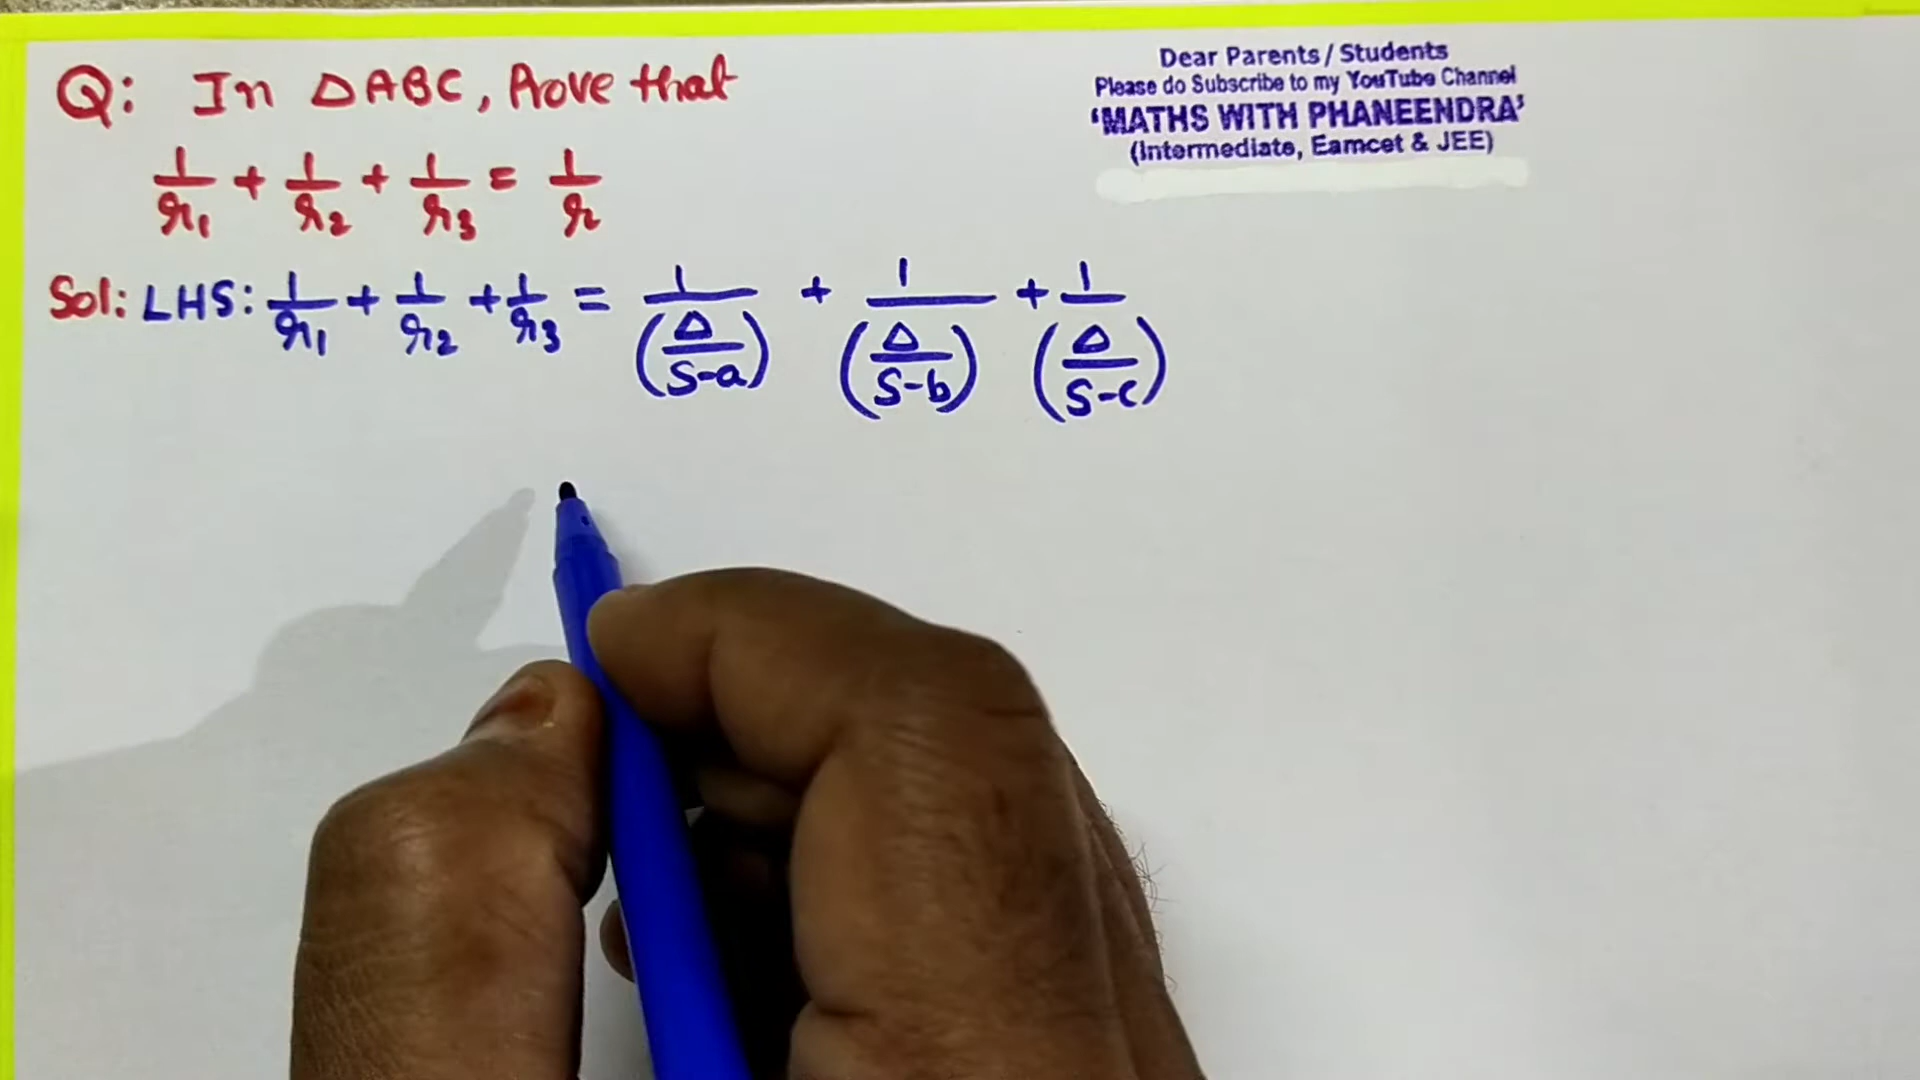 Q: In ΔABC, Prove that
1/r₁ + 1/r₂ + 1/r₃ = 1/r
Sol: LHS: 1/r₁ + 1/r₂ + 1/r₃ = 1/(Δ/(S-a)) + 1/(Δ/(S-b)) + 1/(Δ/(S-c))
Dear Parents / Students
Please do Subscribe to my YouTube Channel
‘MATHS WITH PHANEENDRA’
(Intermediate, Eamcet & JEE)